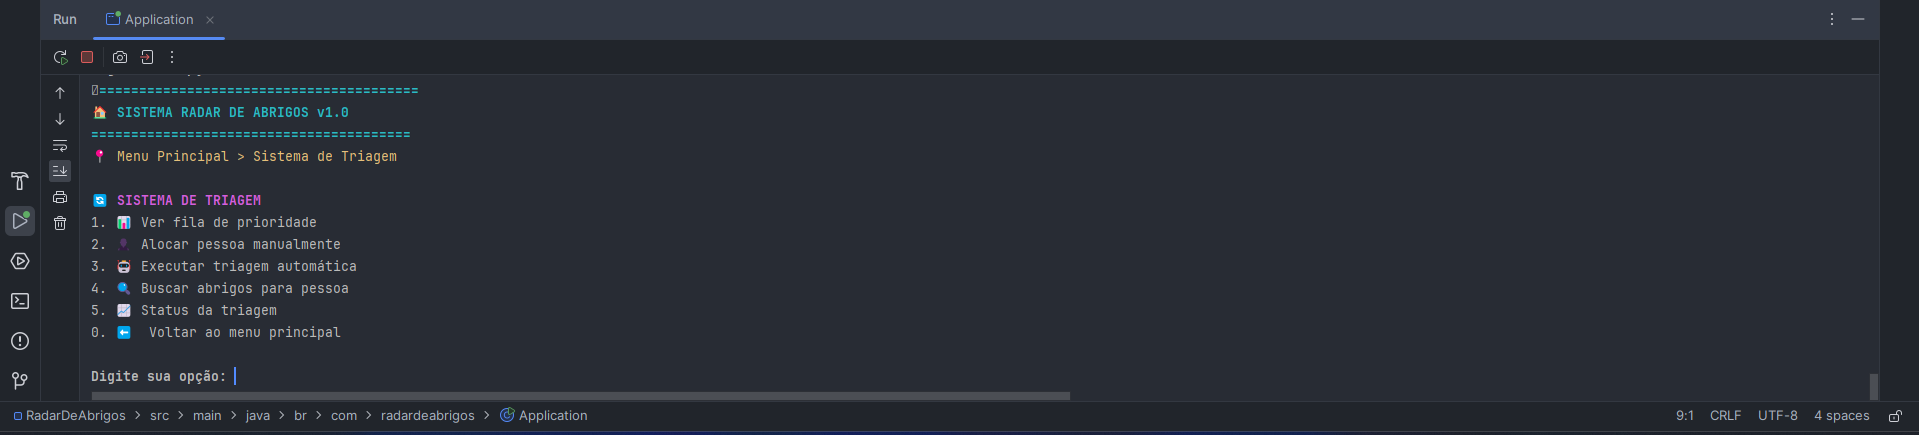 Run Application
========================================
SISTEMA RADAR DE ABRIGOS v1.0
========================================
Menu Principal > Sistema de Triagem
SISTEMA DE TRIAGEM
1. Ver fila de prioridade
2. Alocar pessoa manualmente
3. Executar triagem automática
4. Buscar abrigos para pessoa
5. Status da triagem
0. Voltar ao menu principal
Digite sua opção:
RadarDeAbrigos > src > main > java > br > com > radardeabrigos > Application 9:1 CRLF UTF-8 4 spaces